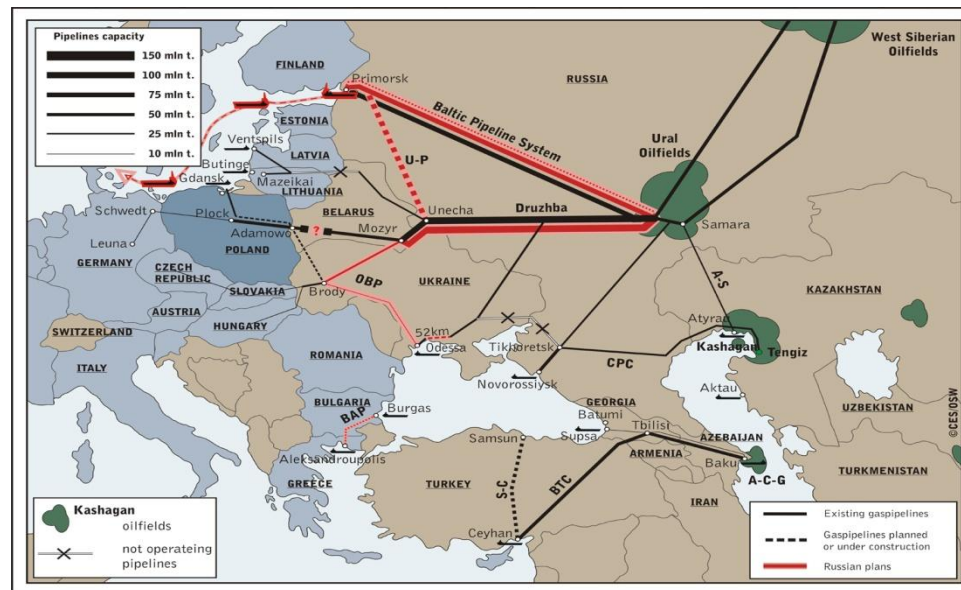 Pipelines capacity
150 mln t.
100 mln t.
75 mln t.
50 mln t.
25 mln t.
10 mln t.
West Siberian
Oilfields
FINLAND
RUSSIA
Primorsk
Baltic Pipeline System
ESTONIA
Ventspils
LATVIA
U-P
Ural
Oilfields
Butinge
Mazeikai
Gdansk
LITHUANIA
Schwedt
Plock
BELARUS
Unecha
Druzhba
Samara
Adamowo
?
Mozyr
Leuna
POLAND
GERMANY
CZECH
REPUBLIC
SLOVAKIA
Brody
OBP
UKRAINE
A-S
KAZAKHSTAN
AUSTRIA
HUNGARY
SWITZERLAND
52km
Odessa
Tikhoretsk
Atyrau
Kashagan
Tengiz
ITALY
ROMANIA
CPC
Novorossiysk
Aktau
BULGARIA
GEORGIA
UZBEKISTAN
BAP
Burgas
Batumi
Tbilisi
Samsun
Supsa
AZEBAIJAN
Aleksandroupolis
ARMENIA
Baku
TURKMENISTAN
GREECE
TURKEY
S-C
BTC
A-C-G
IRAN
Ceyhan
©CES/OSW
Kashagan
oilfields
not operateing
pipelines
Existing gaspipelines
Gaspipelines planned
or under construction
Russian plans